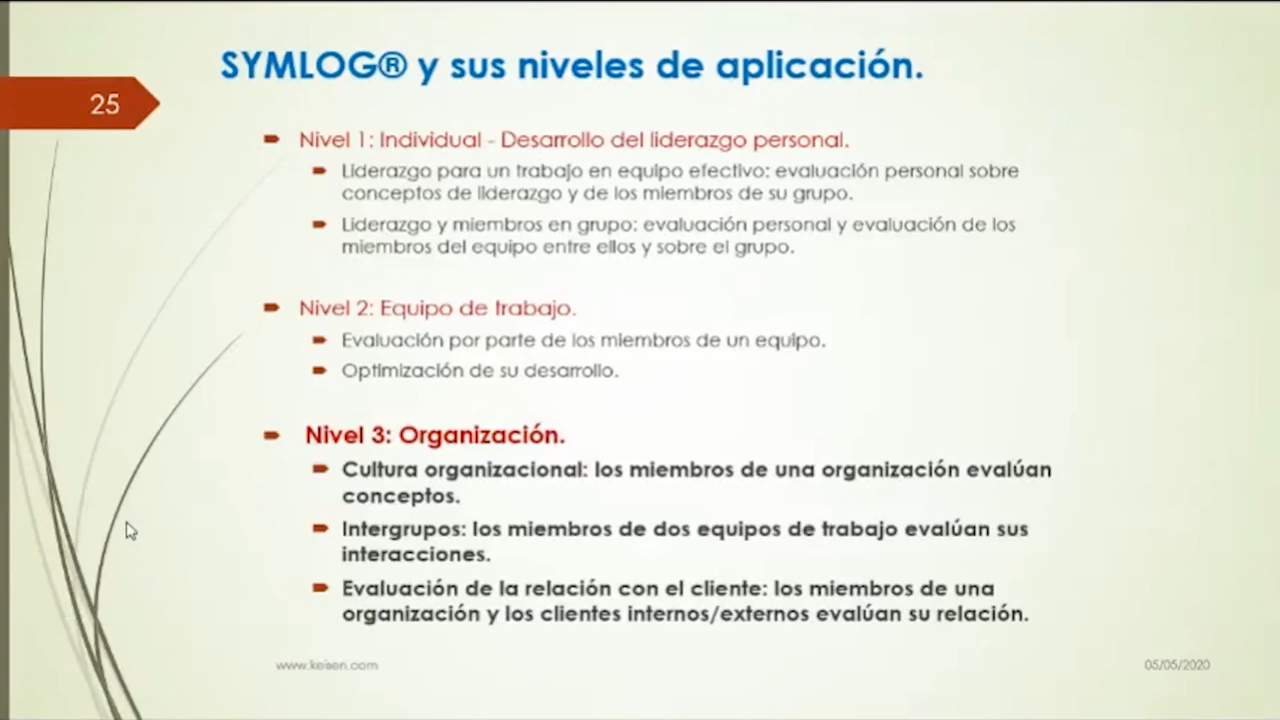 SYMLOG® y sus niveles de aplicación.
25
Nivel 1: Individual - Desarrollo del liderazgo personal.
Liderazgo para un trabajo en equipo efectivo: evaluación personal sobre
conceptos de liderazgo y de los miembros de su grupo.
Liderazgo y miembros en grupo: evaluación personal y evaluación de los
miembros del equipo entre ellos y sobre el grupo.
Nivel 2: Equipo de trabajo.
Evaluación por parte de los miembros de un equipo.
Optimización de su desarrollo.
Nivel 3: Organización.
Cultura organizacional: los miembros de una organización evalúan
conceptos.
Intergrupos: los miembros de dos equipos de trabajo evalúan sus
interacciones.
Evaluación de la relación con el cliente: los miembros de una
organización y los clientes internos/externos evalúan su relación.
www.keisen.com
05/05/2020